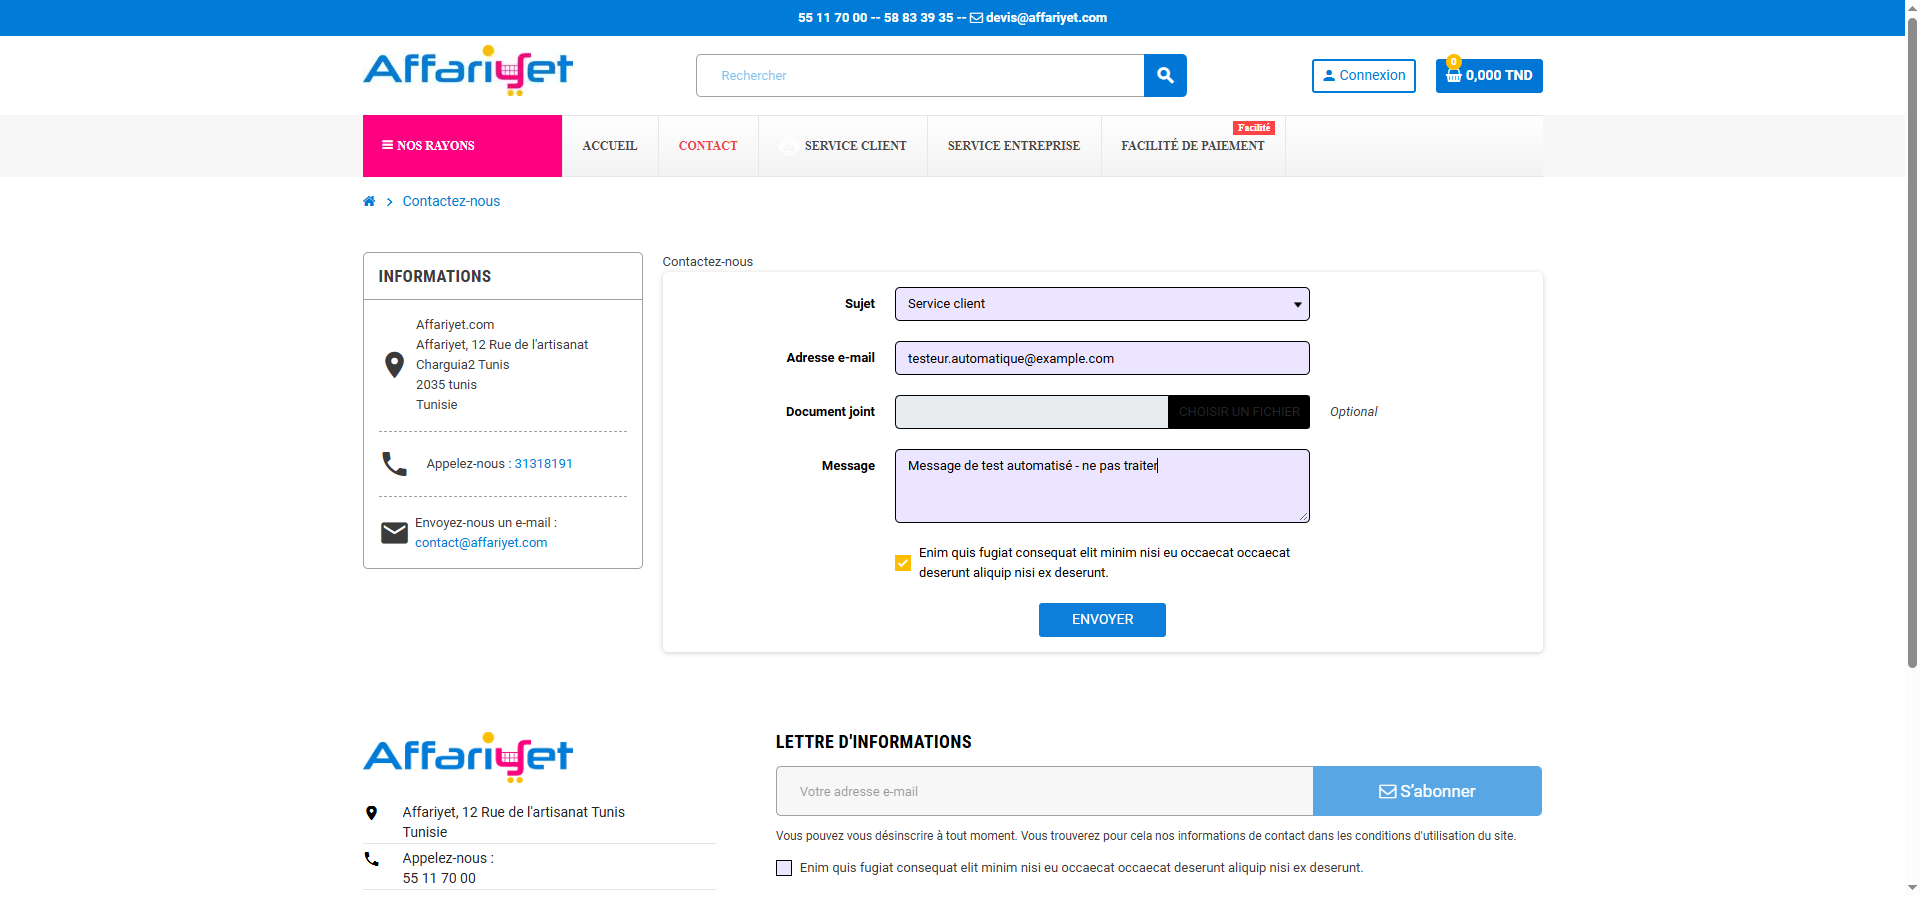 55 11 70 00 -- 58 83 39 35 -- devis@affariyet.com
Affariyet
Rechercher
Connexion
0
0,000 TND
NOS RAYONS
ACCUEIL
CONTACT
SERVICE CLIENT
SERVICE ENTREPRISE
Facilité
FACILITÉ DE PAIEMENT
Contactez-nous
INFORMATIONS
Affariyet.com
Affariyet, 12 Rue de l'artisanat
Charguia2 Tunis
2035 tunis
Tunisie
Appelez-nous : 31318191
Envoyez-nous un e-mail :
contact@affariyet.com
Contactez-nous
Sujet
Service client
Adresse e-mail
testeur.automatique@example.com
Document joint
CHOISIR UN FICHIER
Optional
Message
Message de test automatisé - ne pas traiter
Enim quis fugiat consequat elit minim nisi eu occaecat occaecat
deserunt aliquip nisi ex deserunt.
ENVOYER
Affariyet
Affariyet, 12 Rue de l'artisanat Tunis
Tunisie
Appelez-nous :
55 11 70 00
LETTRE D'INFORMATIONS
Votre adresse e-mail
S'abonner
Vous pouvez vous désinscrire à tout moment. Vous trouverez pour cela nos informations de contact dans les conditions d'utilisation du site.
Enim quis fugiat consequat elit minim nisi eu occaecat occaecat deserunt aliquip nisi ex deserunt.